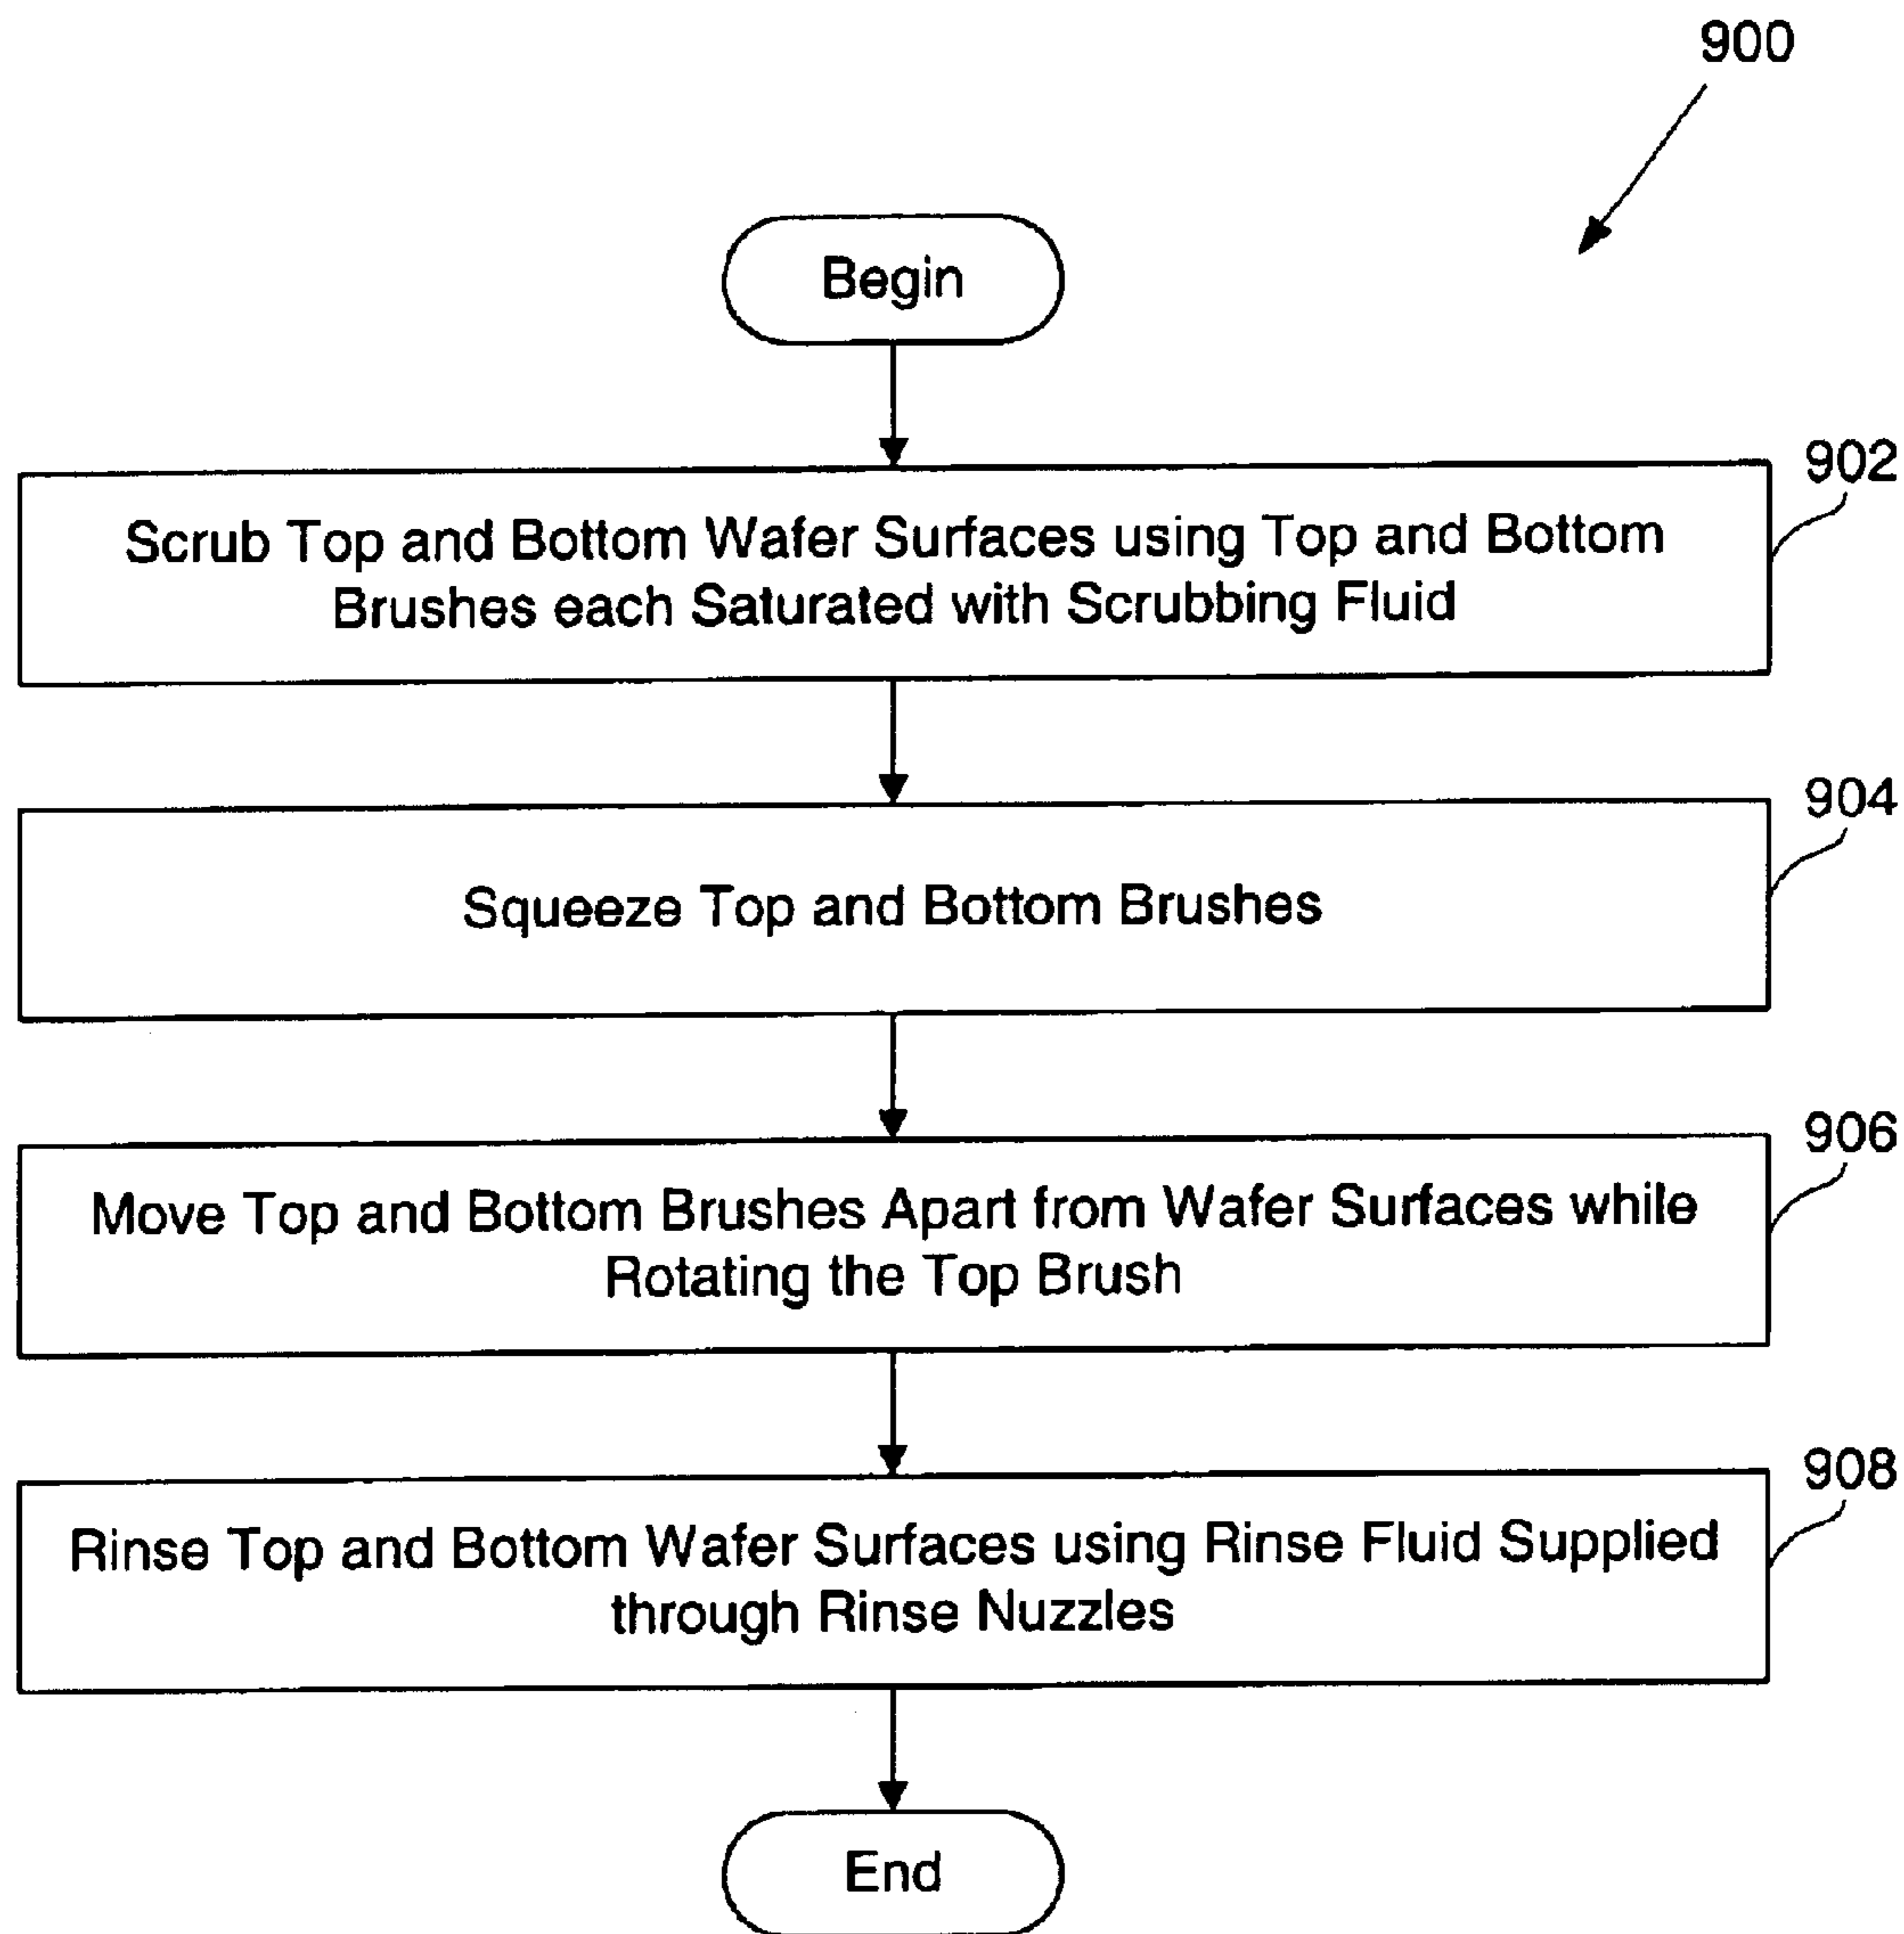 900
Begin
902
Scrub Top and Bottom Wafer Surfaces using Top and Bottom
Brushes each Saturated with Scrubbing Fluid
904
Squeeze Top and Bottom Brushes
906
Move Top and Bottom Brushes Apart from Wafer Surfaces while
Rotating the Top Brush
908
Rinse Top and Bottom Wafer Surfaces using Rinse Fluid Supplied
through Rinse Nuzzles
End